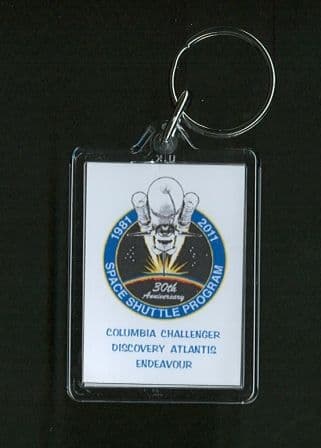 U.K.
1981 2011
30th
Anniversary
SPACE SHUTTLE PROGRAM
COLUMBIA CHALLENGER
DISCOVERY ATLANTIS
ENDEAVOUR